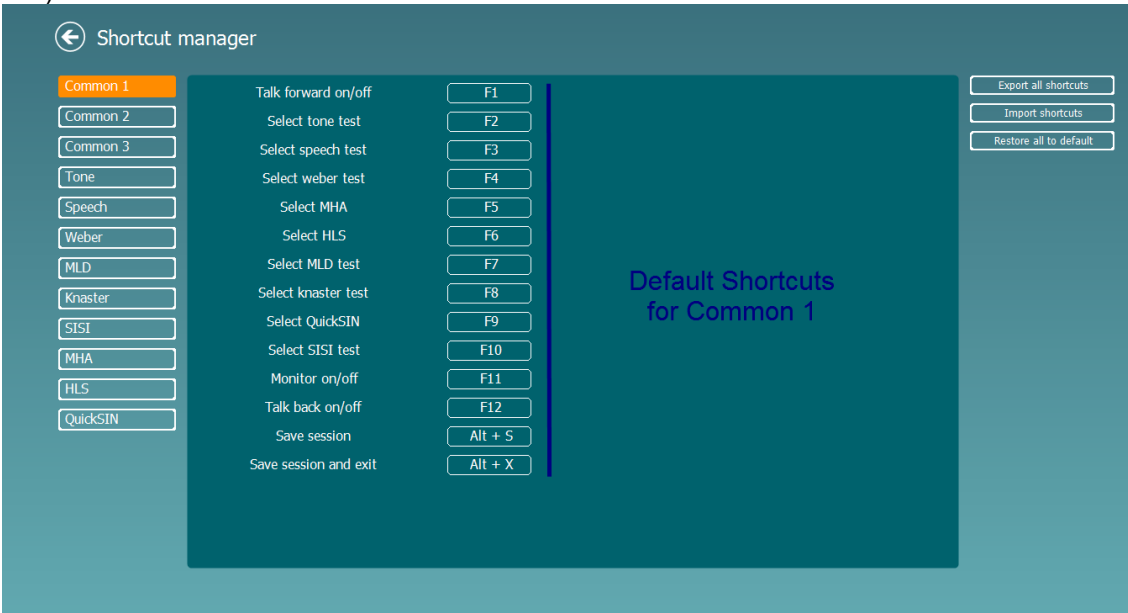 Shortcut manager
Common 1
Common 2
Common 3
Tone
Speech
Weber
MLD
Knaster
SISI
MHA
HLS
QuickSIN
Talk forward on/off F1
Select tone test F2
Select speech test F3
Select weber test F4
Select MHA F5
Select HLS F6
Select MLD test F7
Select knaster test F8
Select QuickSIN F9
Select SISI test F10
Monitor on/off F11
Talk back on/off F12
Save session Alt + S
Save session and exit Alt + X
Default Shortcuts
for Common 1
Export all shortcuts
Import shortcuts
Restore all to default